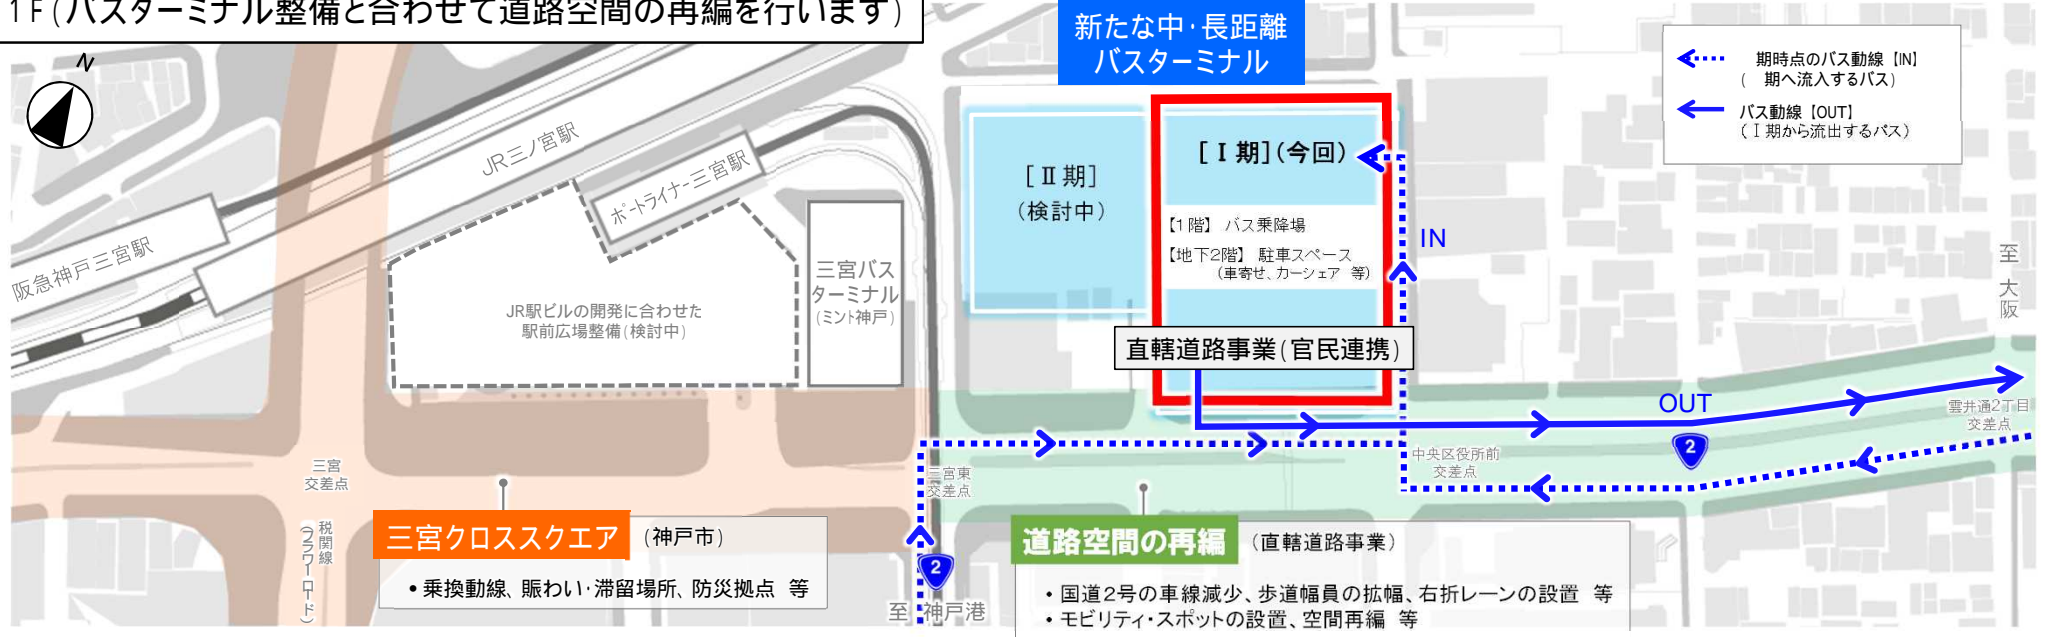 1F(バスターミナル整備と合わせて道路空間の再編を行います)
N
新たな中・長距離
バスターミナル
期時点のバス動線【IN】
( 期へ流入するバス)
バス動線【OUT】
(Ⅰ期から流出するバス)
JR三ノ宮駅
ポートライナー三宮駅
阪急神戸三宮駅
JR駅ビルの開発に合わせた
駅前広場整備(検討中)
三宮バス
ターミナル
(ミント神戸)
[Ⅱ期]
(検討中)
[Ⅰ期](今回)
【1階】 バス乗降場
【地下2階】 駐車スペース
(車寄せ、カーシェア 等)
直轄道路事業(官民連携)
IN
OUT
至 大阪
雲井通2丁目
交差点
中央区役所前
交差点
2
三宮
交差点
三宮東
交差点
税関線
(フラワーロード)
三宮クロススクエア (神戸市)
• 乗換動線、賑わい・滞留場所、防災拠点 等
2
至 神戸港
道路空間の再編 (直轄道路事業)
• 国道2号の車線減少、歩道幅員の拡幅、右折レーンの設置 等
• モビリティ・スポットの設置、空間再編 等